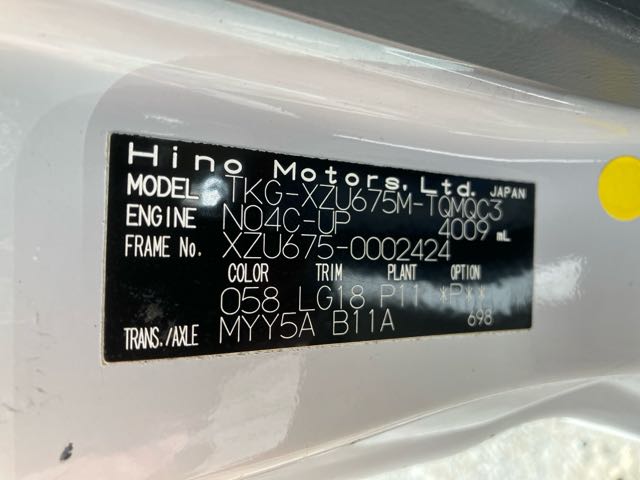 Hino Motors, Ltd. JAPAN
MODEL TKG-XZU675M-TQMQC3
ENGINE N04C-UP 4009 mL
FRAME No. XZU675-0002424
COLOR TRIM PLANT OPTION
058 LG18 P11 *P**
TRANS./AXLE MYY5A B11A 698